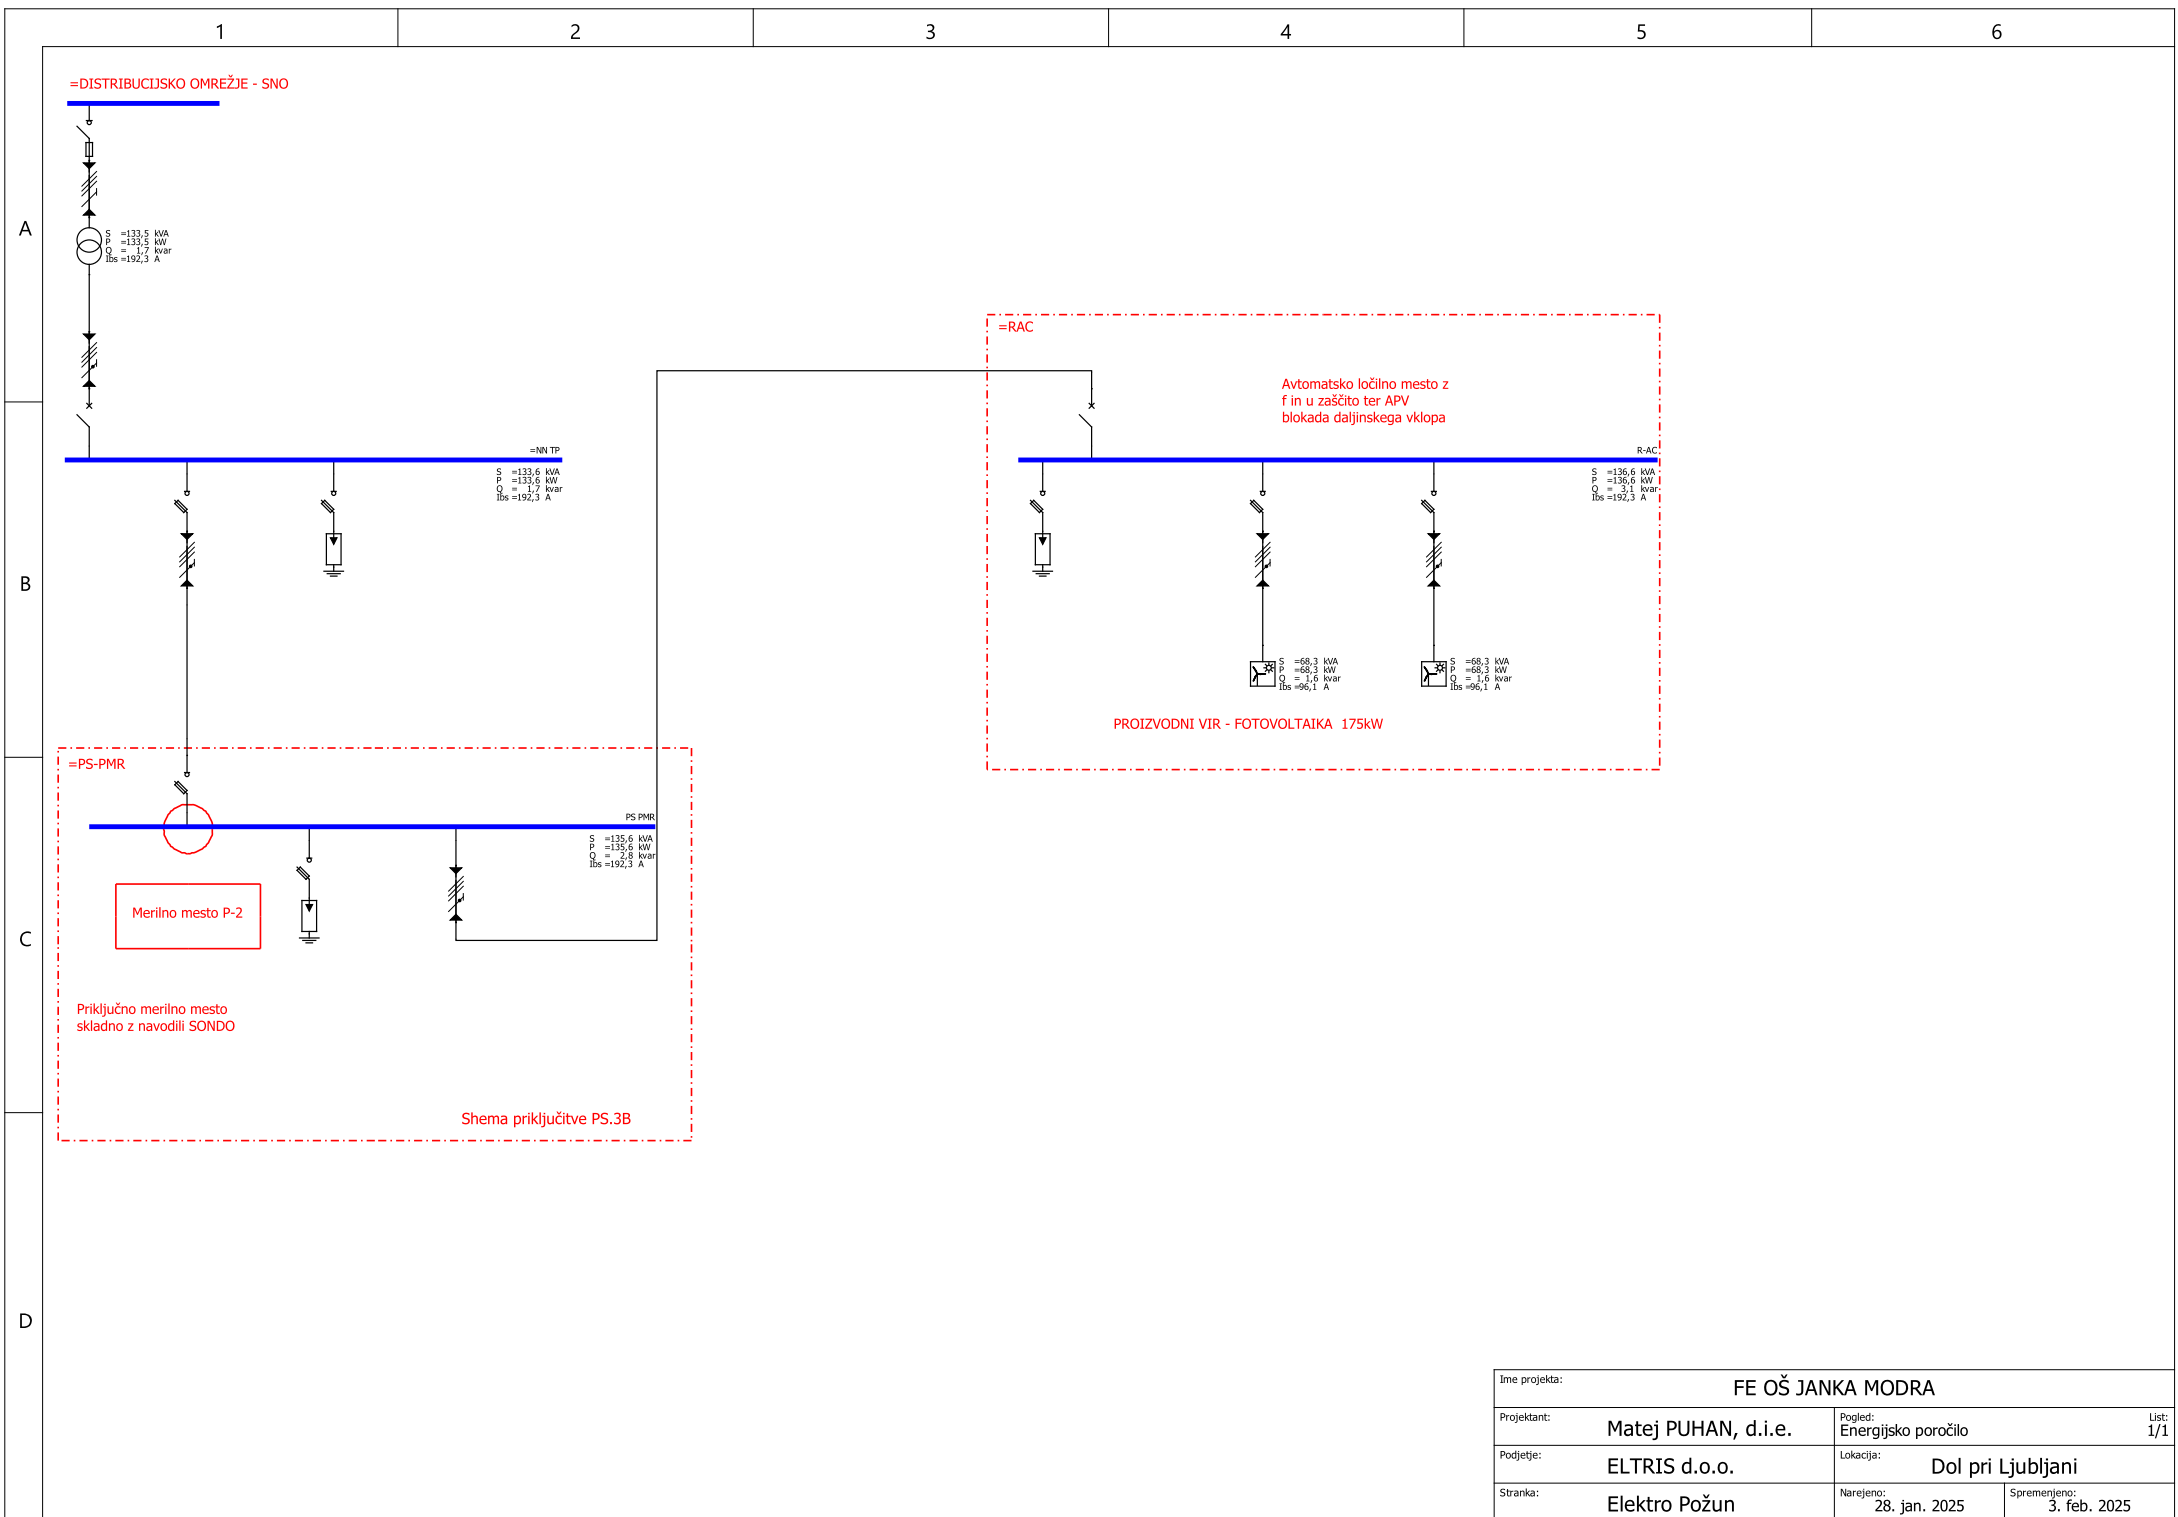 1 2 3 4 5 6
=DISTRIBUCIJSKO OMREŽJE - SNO
A
S =133,5 kVA
P =133,5 kW
Q = 1,7 kvar
Ibs =192,3 A
=RAC
Avtomatsko ločilno mesto z
f in u zaščito ter APV
blokada daljinskega vklopa
=NN TP
S =133,6 kVA
P =133,6 kW
Q = 1,7 kvar
Ibs =192,3 A
R-AC
S =136,6 kVA
P =136,6 kW
Q = 3,1 kvar
Ibs =192,3 A
B
S =68,3 kVA
P =68,3 kW
Q = 1,6 kvar
Ibs =96,1 A
S =68,3 kVA
P =68,3 kW
Q = 1,6 kvar
Ibs =96,1 A
PROIZVODNI VIR - FOTOVOLTAIKA 175kW
=PS-PMR
PS PMR
S =135,6 kVA
P =135,6 kW
Q = 2,8 kvar
Ibs =192,3 A
Merilno mesto P-2
C
Priključno merilno mesto
skladno z navodili SONDO
Shema priključitve PS.3B
D
Ime projekta:
FE OŠ JANKA MODRA
Projektant:
Matej PUHAN, d.i.e.
Pogled:
Energijsko poročilo
List:
1/1
Podjetje:
ELTRIS d.o.o.
Lokacija:
Dol pri Ljubljani
Stranka:
Elektro Požun
Narejeno:
28. jan. 2025
Spremenjeno:
3. feb. 2025